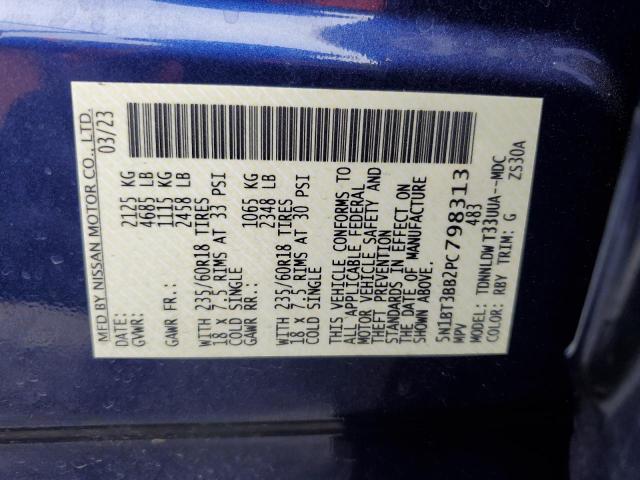 MFD BY NISSAN MOTOR CO., LTD.
DATE: 03/23
GVWR: 2125 KG
4685 LB
GAWR FR.: 1115 KG
2458 LB
WITH 235/60R18 TIRES
18 X 7.5 RIMS AT 33 PSI
COLD SINGLE
GAWR RR.: 1065 KG
2348 LB
WITH 235/60R18 TIRES
18 X 7.5 RIMS AT 30 PSI
COLD SINGLE
THIS VEHICLE CONFORMS TO
ALL APPLICABLE FEDERAL
MOTOR VEHICLE SAFETY AND
THEFT PREVENTION
STANDARDS IN EFFECT ON
THE DATE OF MANUFACTURE
SHOWN ABOVE.
5N1BT3BB2PC798313
MPV 483
MODEL: TDNNLDW T33UUA--MDC
COLOR: RBY TRIM: G ZS30A